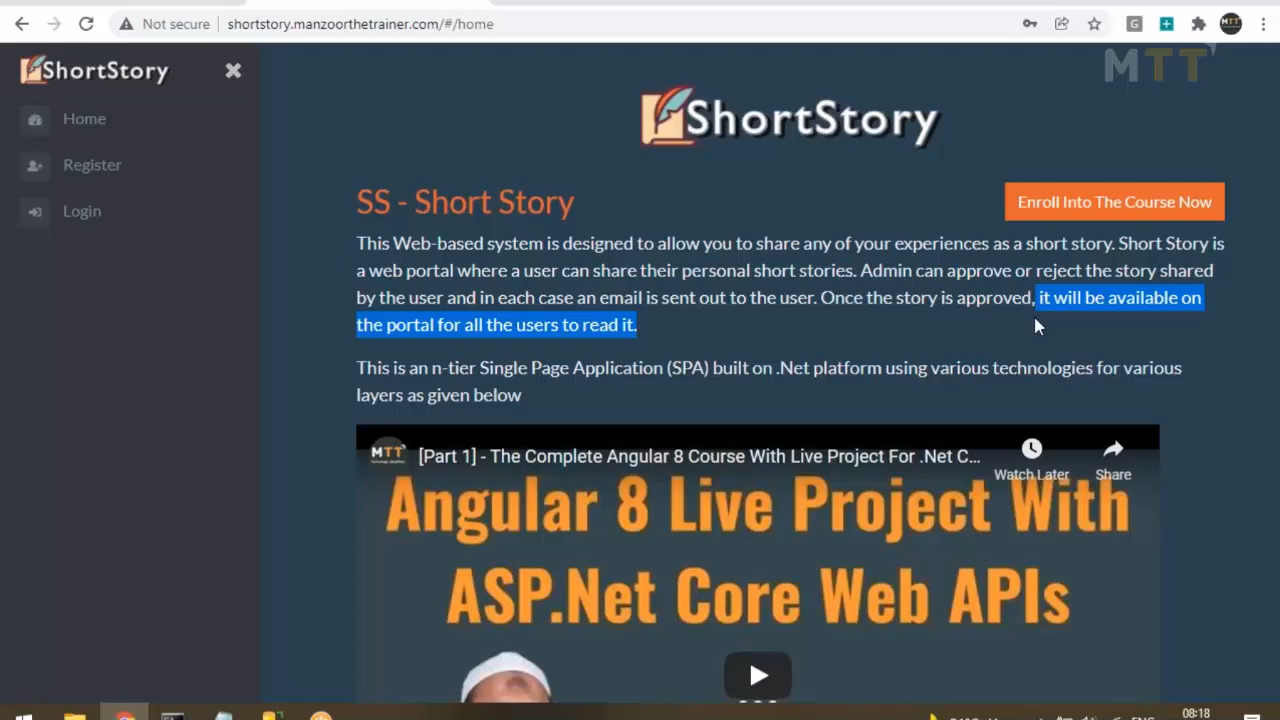 Not secure
shortstory.manzoorthetrainer.com/#/home
MTT
ShortStory
MTT
Home
Register
Login
ShortStory
SS - Short Story
Enroll Into The Course Now
This Web-based system is designed to allow you to share any of your experiences as a short story. Short Story is
a web portal where a user can share their personal short stories. Admin can approve or reject the story shared
by the user and in each case an email is sent out to the user. Once the story is approved, it will be available on
the portal for all the users to read it.
This is an n-tier Single Page Application (SPA) built on .Net platform using various technologies for various
layers as given below
MTT
[Part 1] - The Complete Angular 8 Course With Live Project For .Net C...
Watch Later
Share
Angular 8 Live Project With
ASP.Net Core Web APIs
08:18
ENG